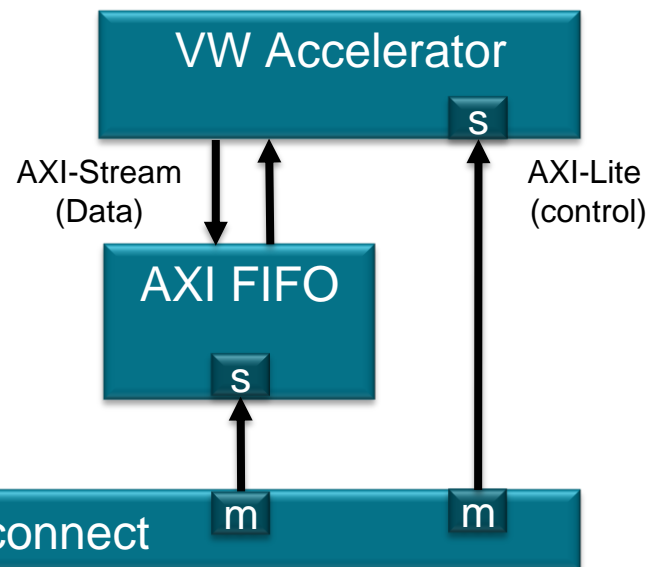 VW Accelerator
s
AXI-Stream
(Data)
AXI-Lite
(control)
AXI FIFO
s
m
m
connect